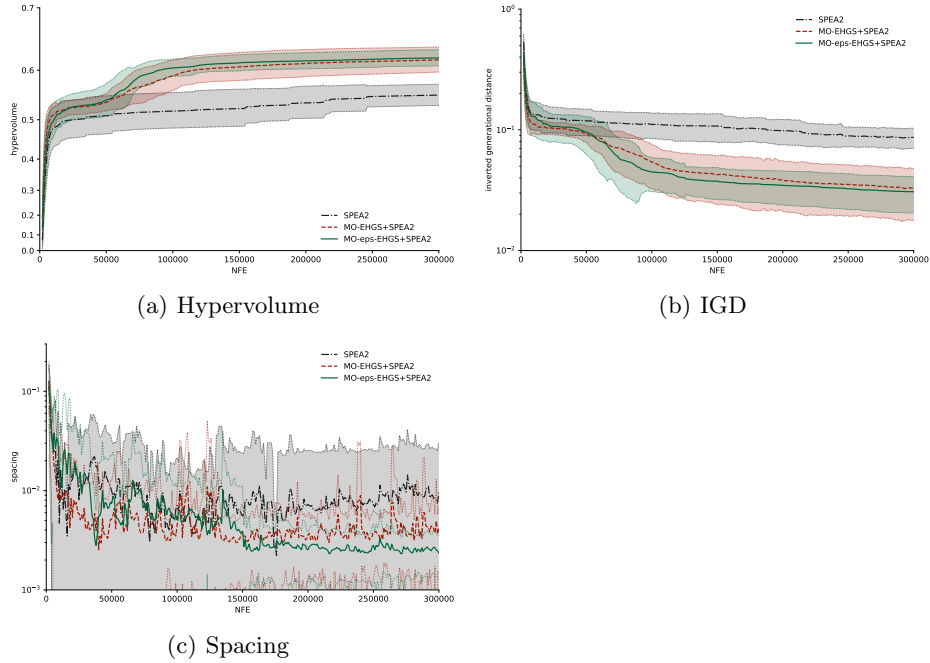 hypervolume
0.6
0.5
0.4
0.3
0.2
0.1
0.0
SPEA2
MO-EHGS+SPEA2
MO-eps-EHGS+SPEA2
0 50000 100000 150000 200000 250000 300000
NFE
(a) Hypervolume
inverted generational distance
10⁰
10⁻¹
10⁻²
SPEA2
MO-EHGS+SPEA2
MO-eps-EHGS+SPEA2
0 50000 100000 150000 200000 250000 300000
NFE
(b) IGD
spacing
10⁻¹
10⁻²
10⁻³
SPEA2
MO-EHGS+SPEA2
MO-eps-EHGS+SPEA2
0 50000 100000 150000 200000 250000 300000
NFE
(c) Spacing